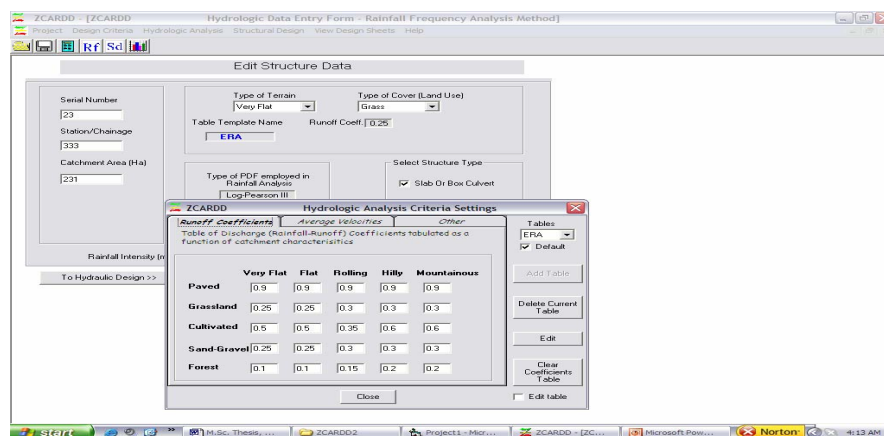 ZCARDD - [ZCARDD Hydrologic Data Entry Form - Rainfall Frequency Analysis Method]
Project Design Criteria Hydrologic Analysis Structural Design View Design Sheets Help
Rf Sd
Edit Structure Data
Serial Number
23
Station/Chainage
333
Catchment Area (Ha)
231
Type of Terrain Type of Cover (Land Use)
Very Flat Grass
Table Template Name Runoff Coeff. 0.25
ERA
Type of PDF employed in
Rainfall Analysis
Log-Pearson III
Select Structure Type
Slab Or Box Culvert
Rainfall Intensity (m
To Hydraulic Design >>
ZCARDD Hydrologic Analysis Criteria Settings
Runoff Coefficients Average Velocities Other
Table of Discharge (Rainfall-Runoff) Coefficients tabulated as a
function of catchment characterisitics
Very Flat Flat Rolling Hilly Mountainous
Paved 0.9 0.9 0.9 0.9 0.9
Grassland 0.25 0.25 0.3 0.3 0.3
Cultivated 0.5 0.5 0.35 0.6 0.6
Sand-Gravel 0.25 0.25 0.3 0.3 0.3
Forest 0.1 0.1 0.15 0.2 0.2
Close
Tables
ERA
Default
Add Table
Delete Current
Table
Edit
Clear
Coefficients
Table
Edit table
start M.Sc. Thesis, ... ZCARDD2 Project1 - Micr... ZCARDD - [ZC... Microsoft Pow... Norton 4:13 AM